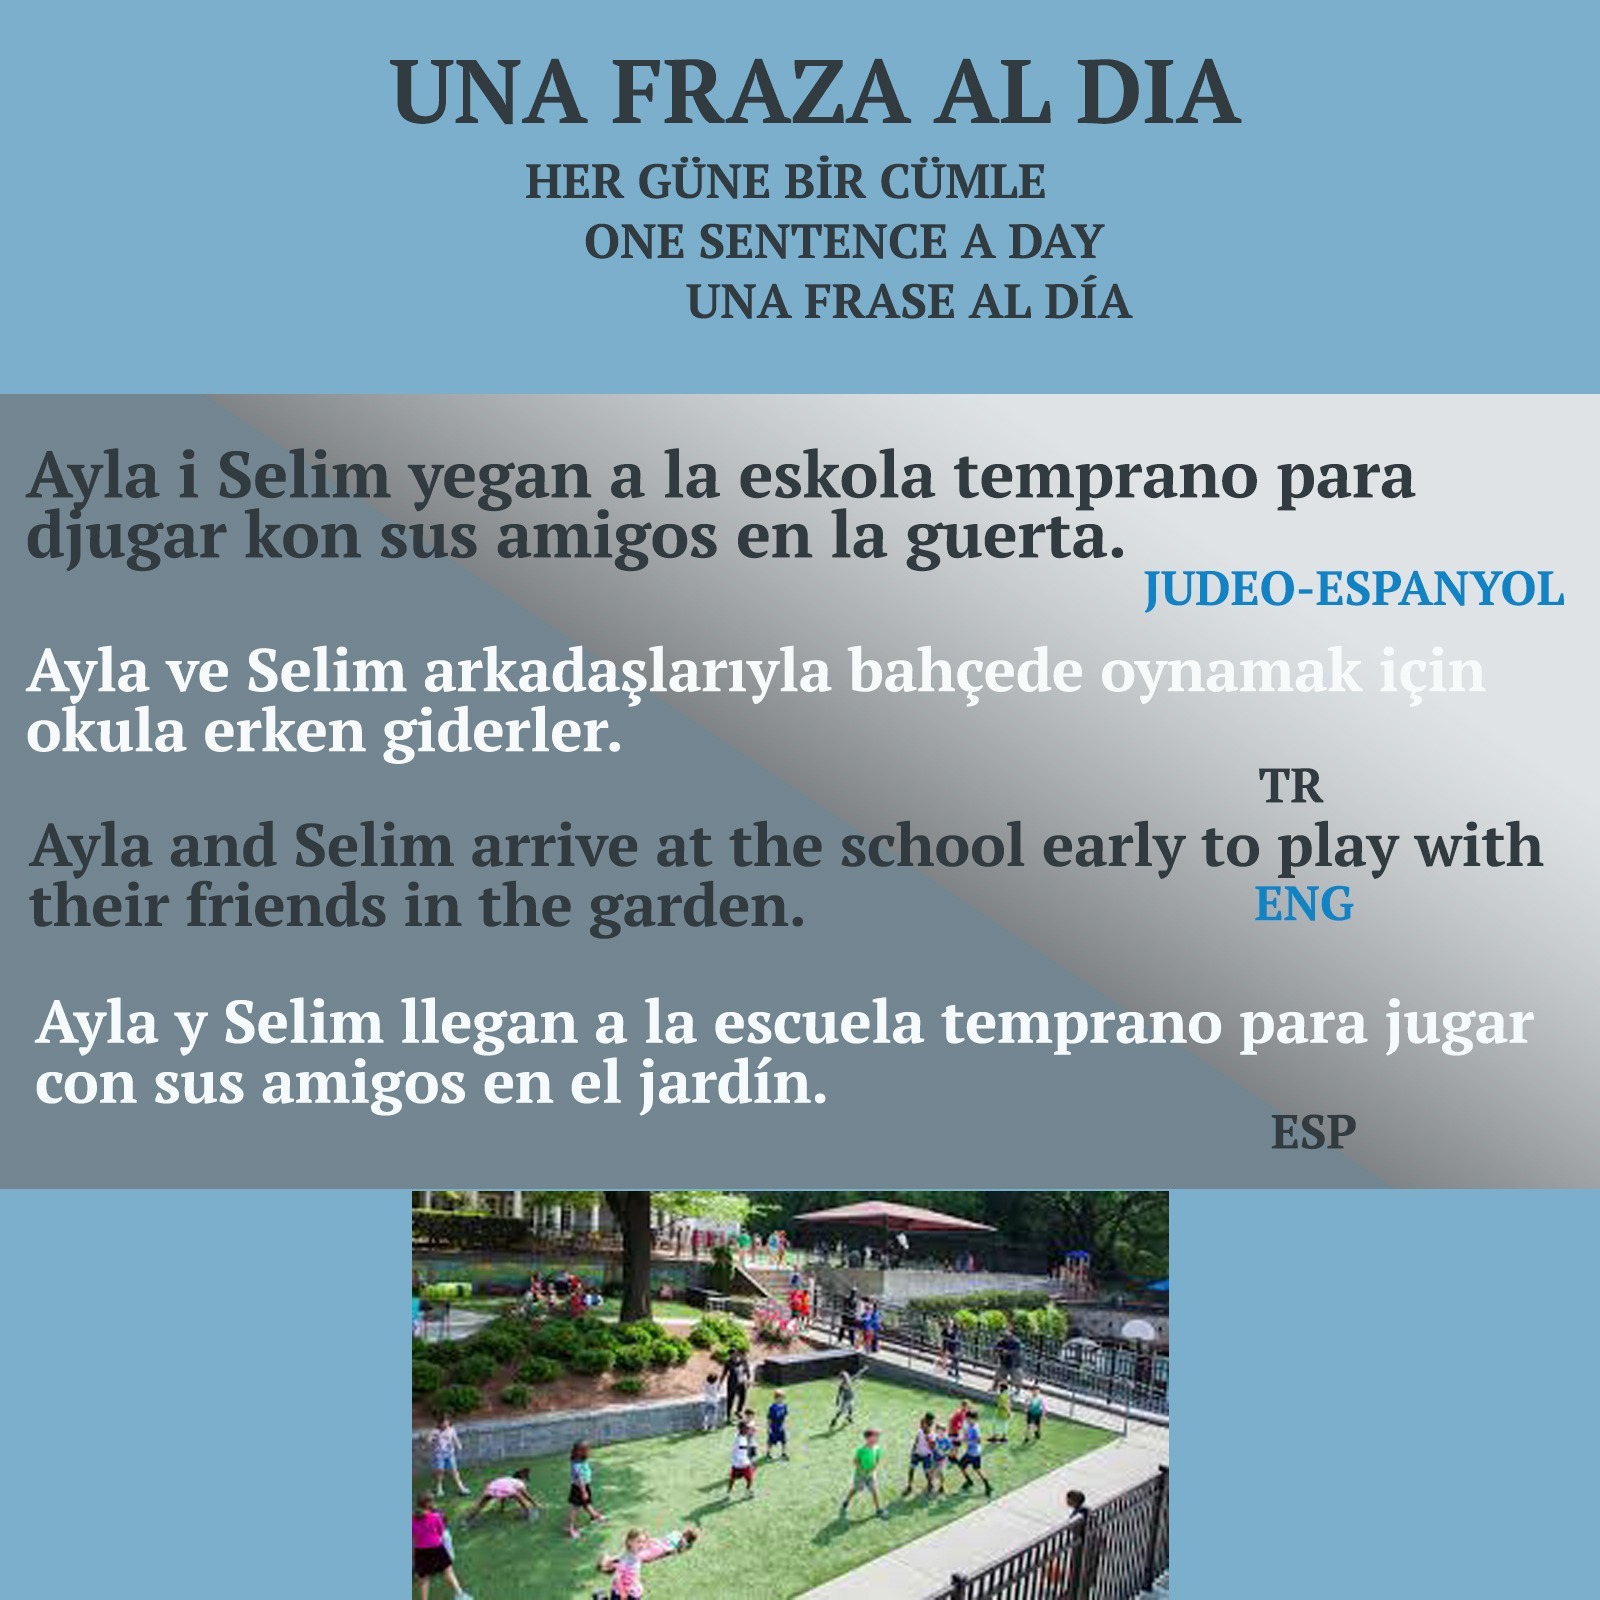 UNA FRAZA AL DIA
HER GÜNE BİR CÜMLE
ONE SENTENCE A DAY
UNA FRASE AL DÍA
Ayla i Selim yegan a la eskola temprano para
djugar kon sus amigos en la guerta.
JUDEO-ESPANYOL
Ayla ve Selim arkadaşlarıyla bahçede oynamak için
okula erken giderler.
TR
Ayla and Selim arrive at the school early to play with
their friends in the garden.
ENG
Ayla y Selim llegan a la escuela temprano para jugar
con sus amigos en el jardín.
ESP